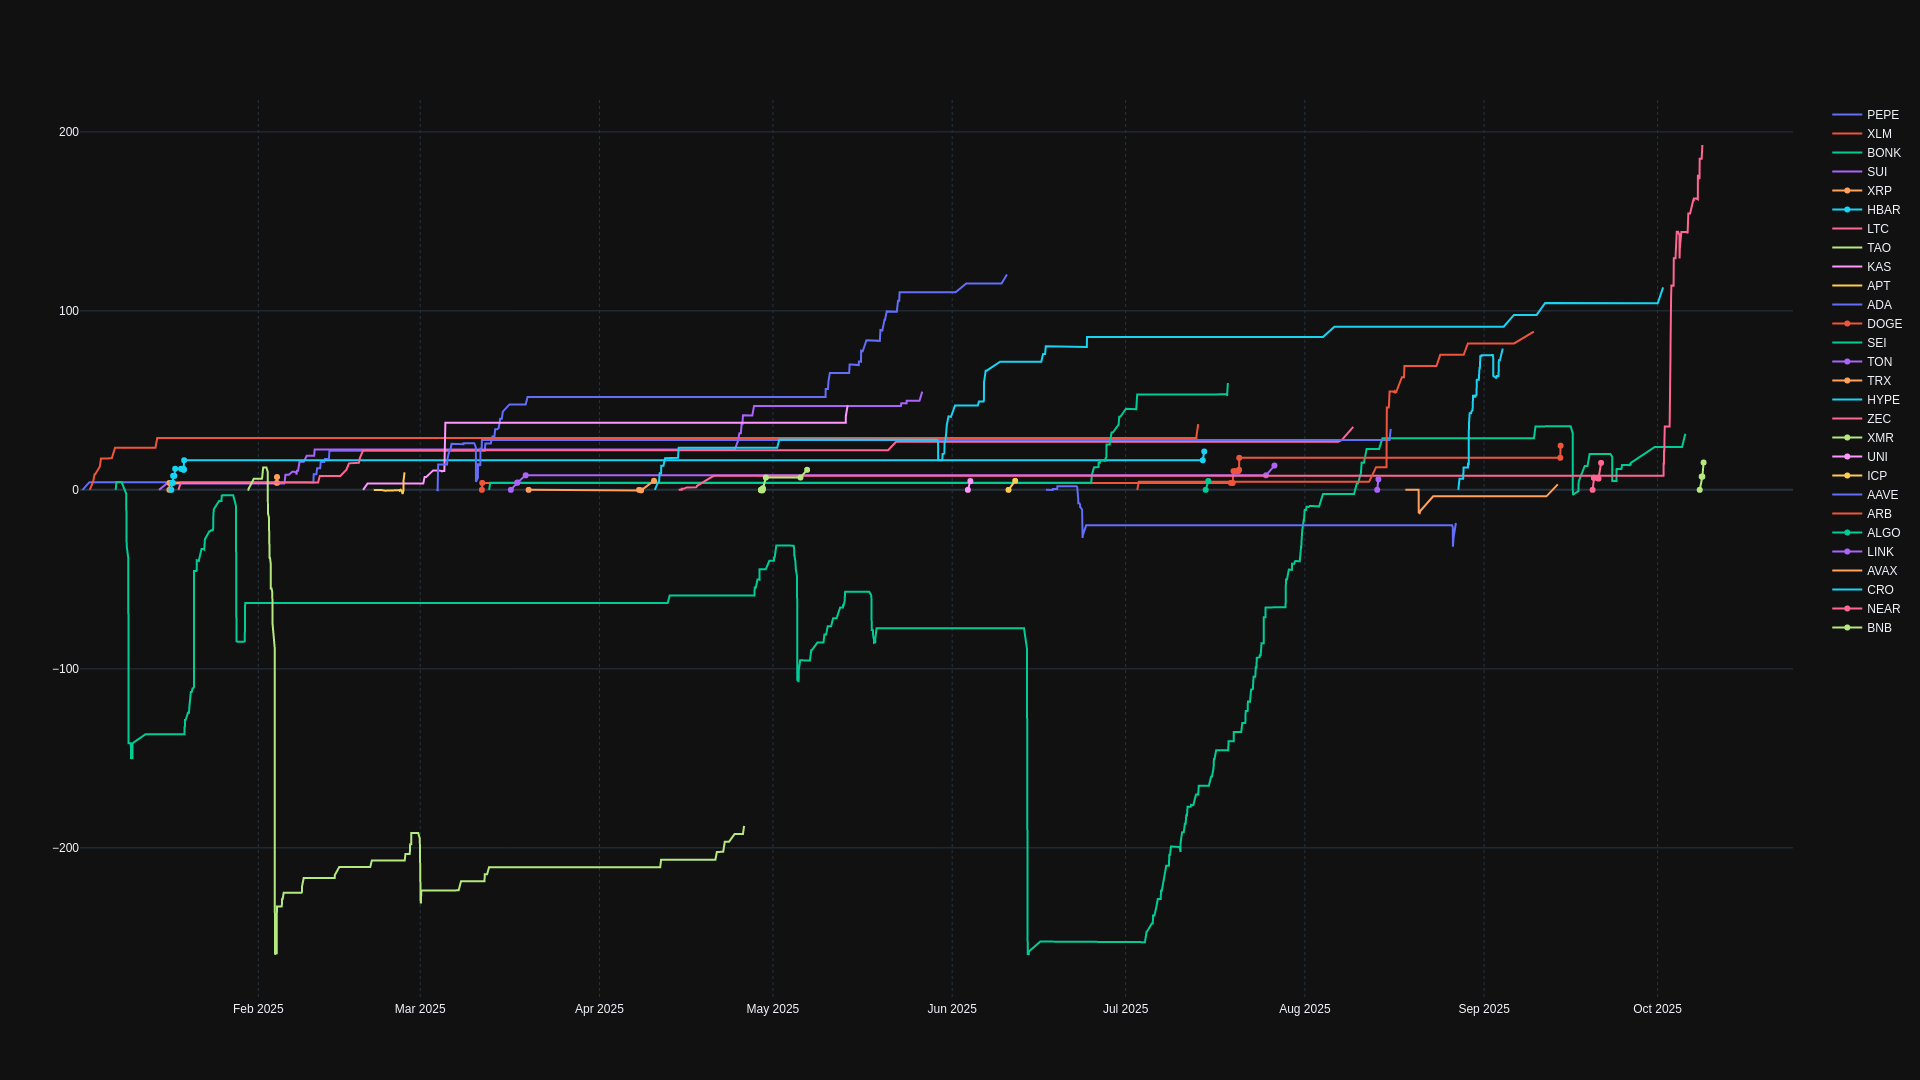 200
100
0
−100
−200
Feb 2025
Mar 2025
Apr 2025
May 2025
Jun 2025
Jul 2025
Aug 2025
Sep 2025
Oct 2025
PEPE
XLM
BONK
SUI
XRP
HBAR
LTC
TAO
KAS
APT
ADA
DOGE
SEI
TON
TRX
HYPE
ZEC
XMR
UNI
ICP
AAVE
ARB
ALGO
LINK
AVAX
CRO
NEAR
BNB